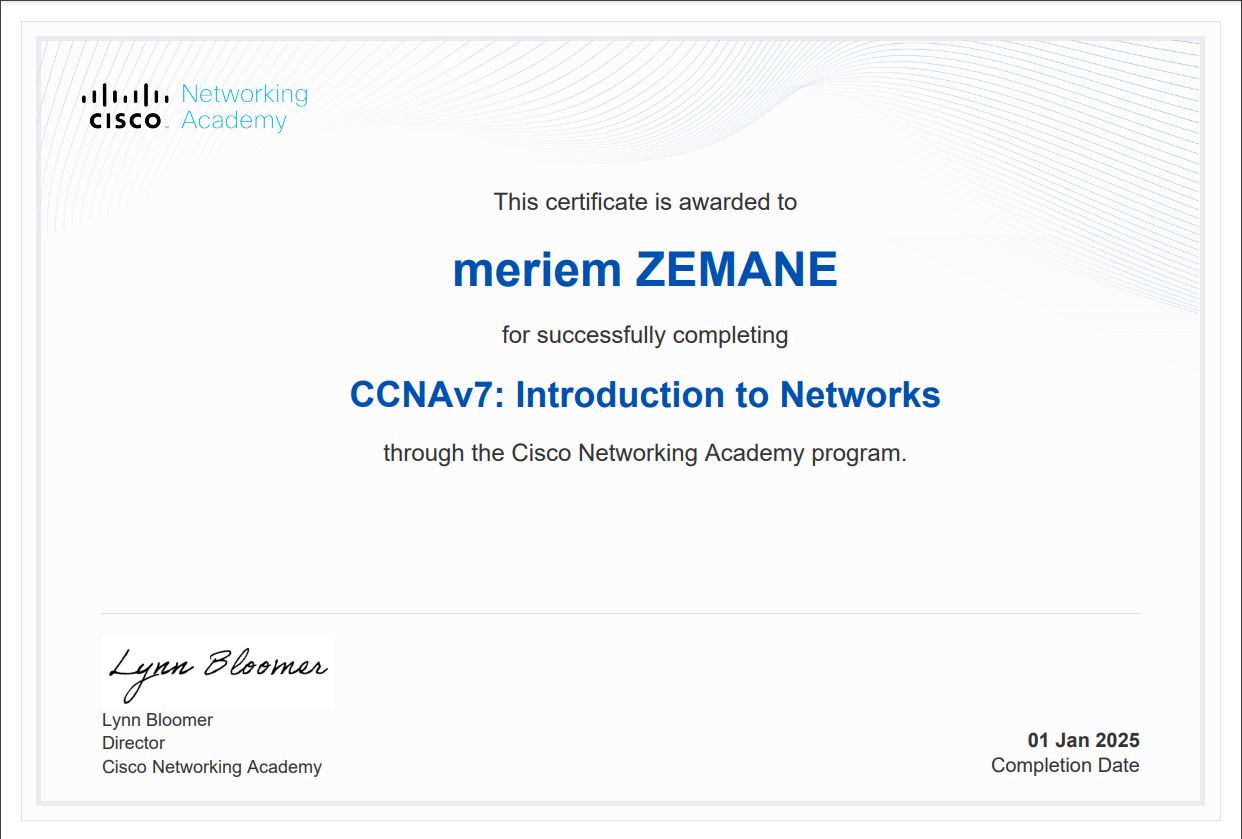 CISCO
Networking
Academy
This certificate is awarded to
meriem ZEMANE
for successfully completing
CCNAv7: Introduction to Networks
through the Cisco Networking Academy program.
Lynn Bloomer
Lynn Bloomer
Director
Cisco Networking Academy
01 Jan 2025
Completion Date